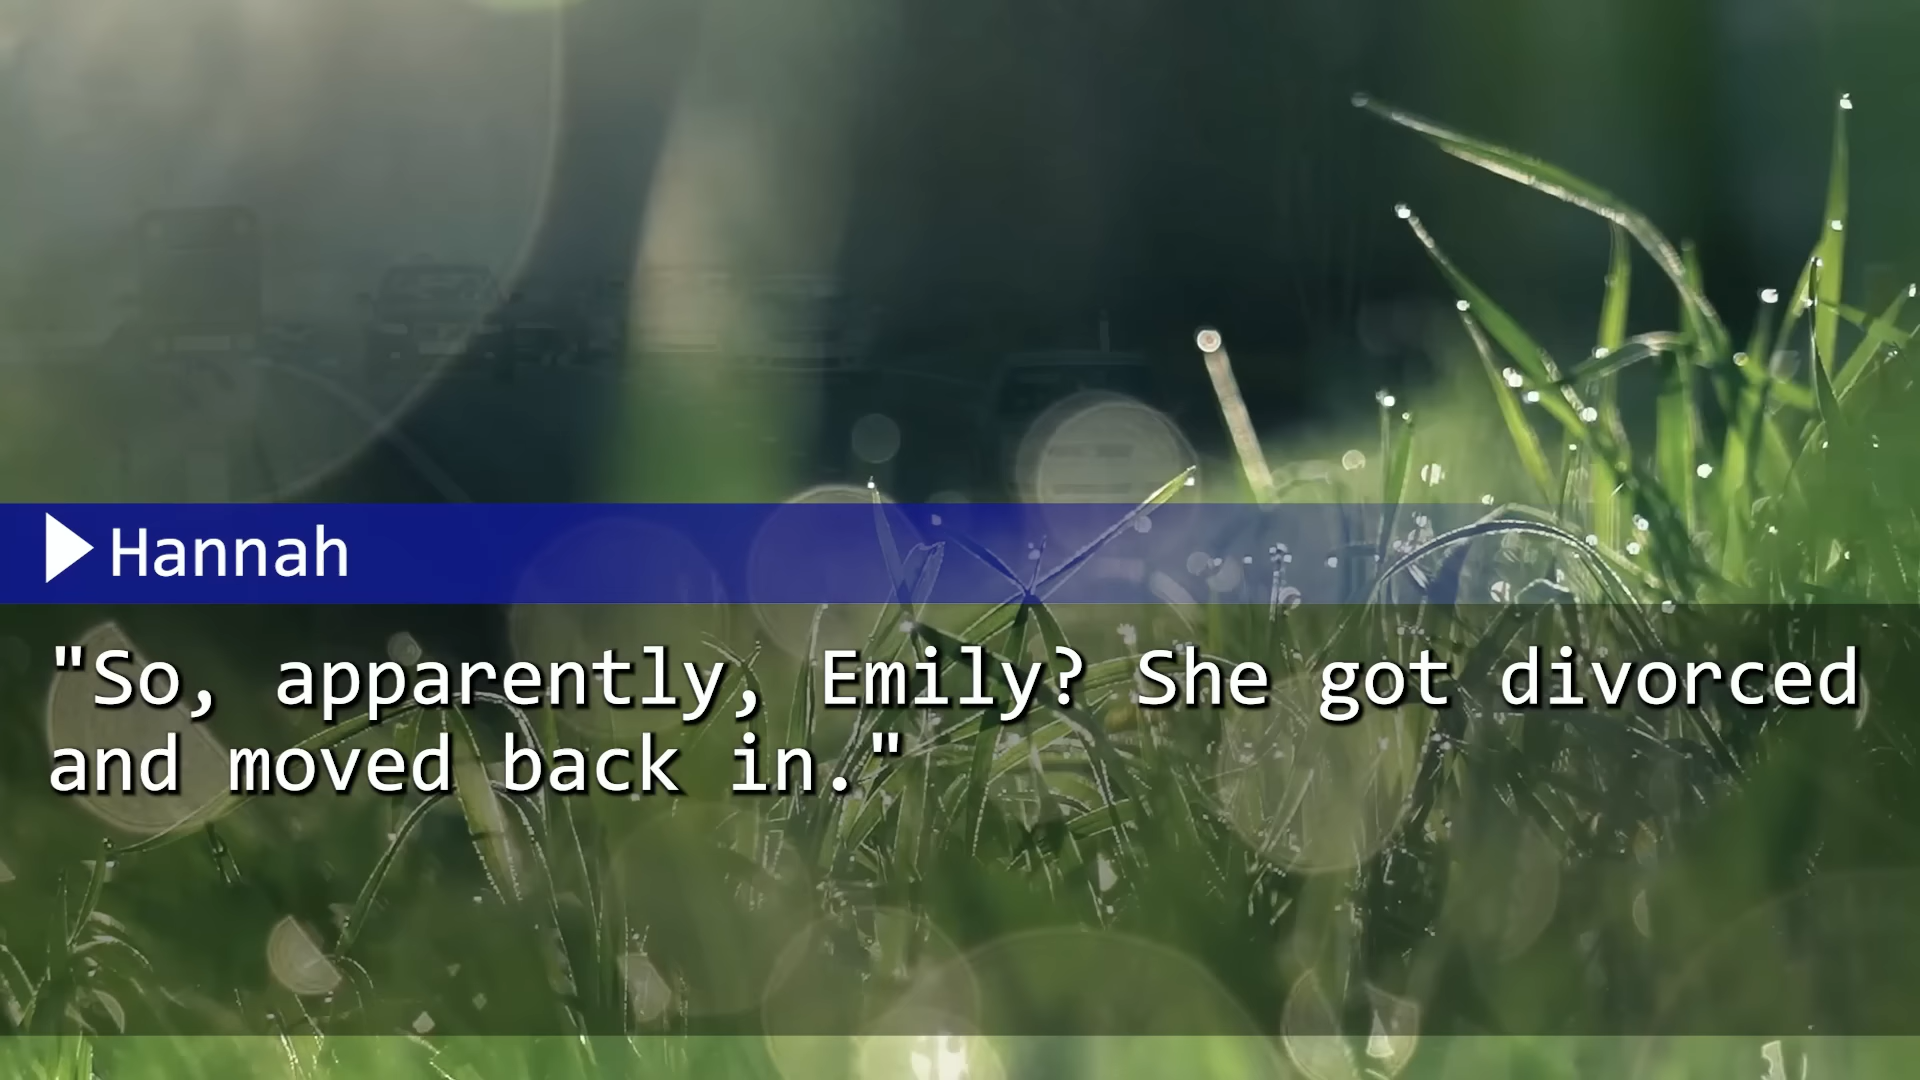 Hannah
"So, apparently, Emily? She got divorced
and moved back in."